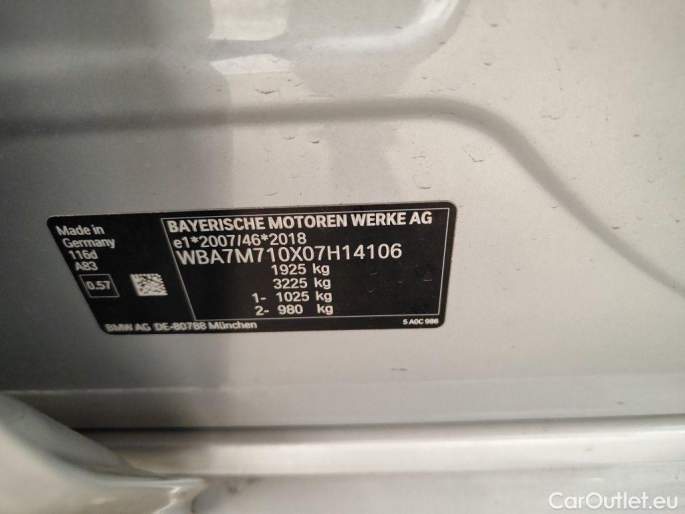 Made in
Germany
116d
A83
0.57
BAYERISCHE MOTOREN WERKE AG
e1*2007/46*2018
WBA7M710X07H14106
1925 kg
3225 kg
1- 1025 kg
2- 980 kg
BMW AG DE-80788 München
5 A0C 986
CarOutlet.eu